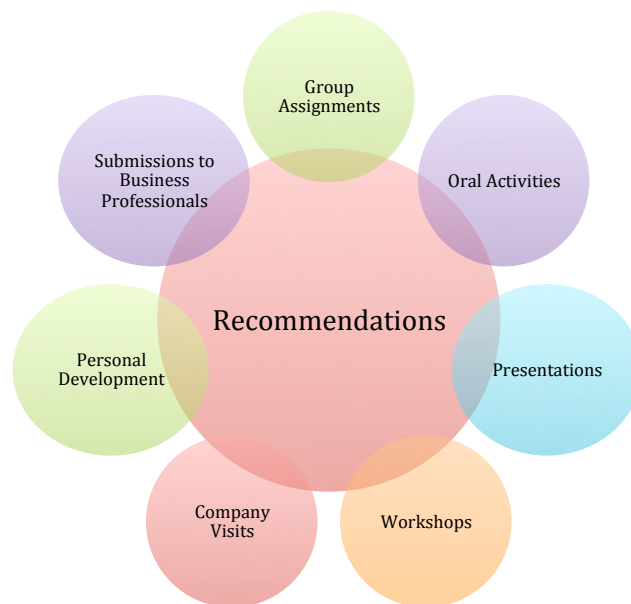 Group
Assignments
Submissions to
Business
Professionals
Oral Activities
Recommendations
Personal
Development
Presentations
Company
Visits
Workshops